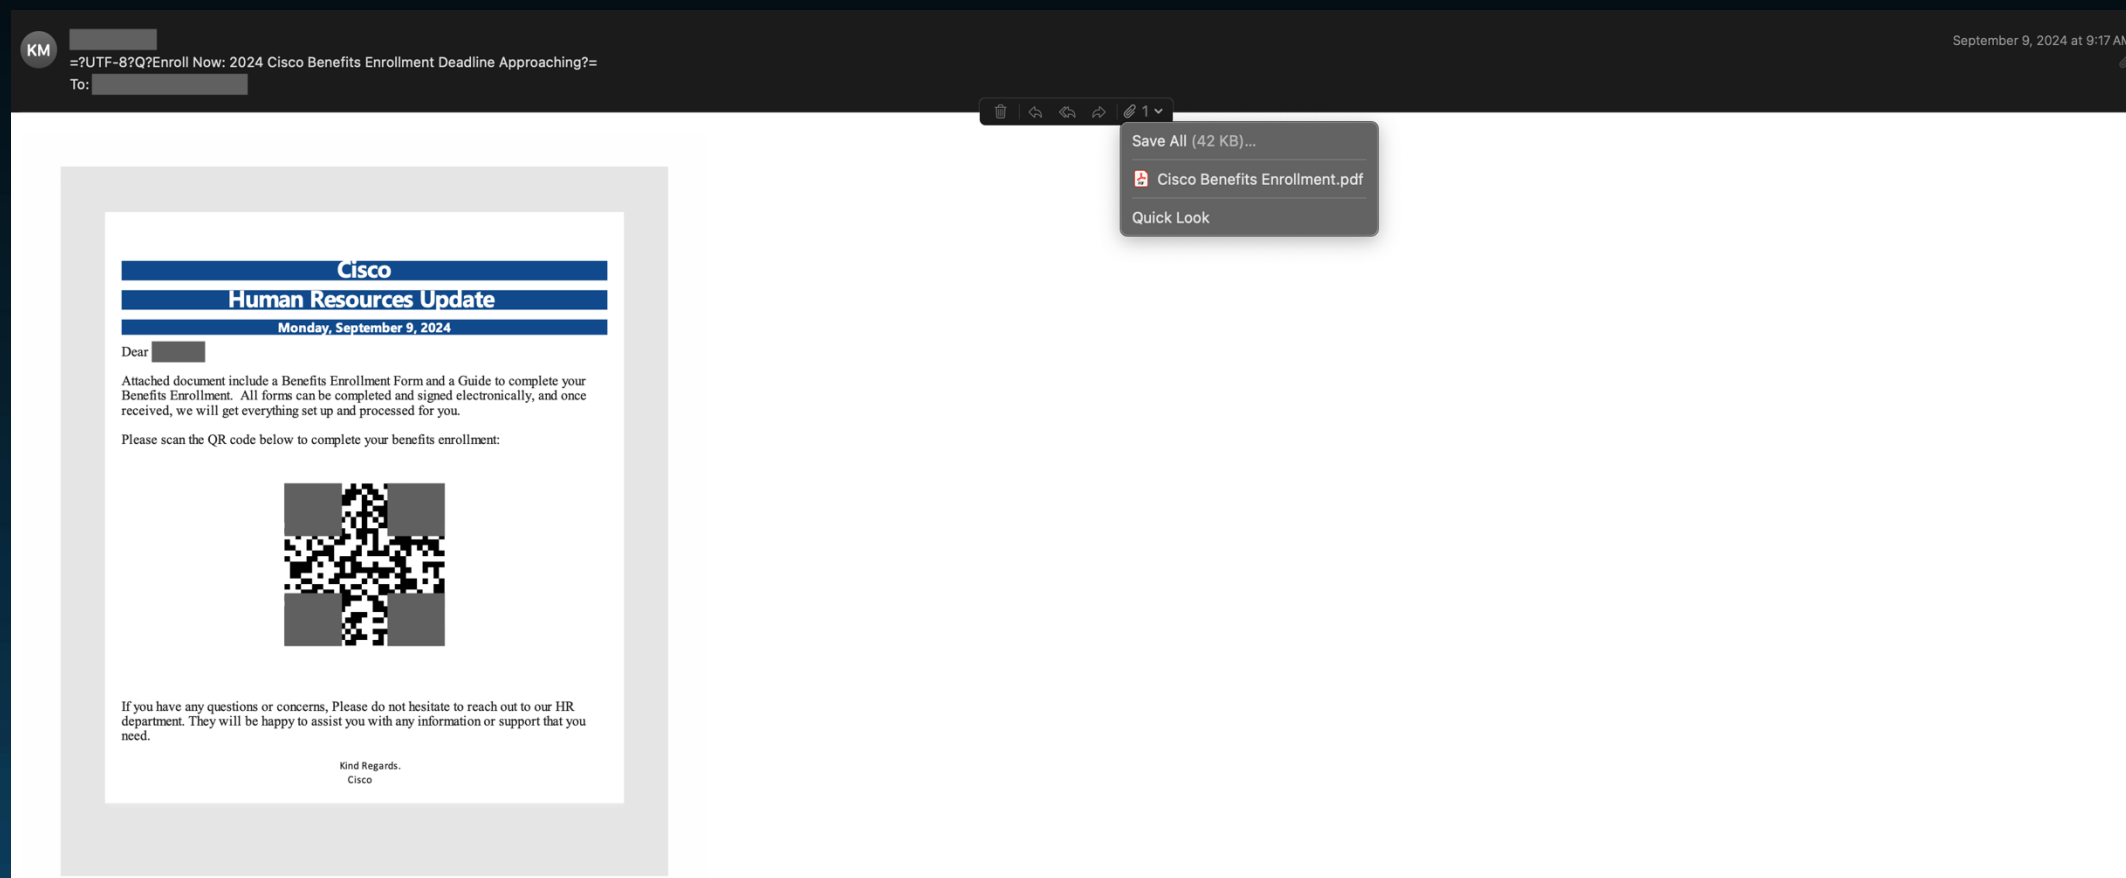 KM
=?UTF-8?Q?Enroll Now: 2024 Cisco Benefits Enrollment Deadline Approaching?=
To:
September 9, 2024 at 9:17 AM
1
Save All (42 KB)...
Cisco Benefits Enrollment.pdf
Quick Look
Cisco
Human Resources Update
Monday, September 9, 2024
Dear
Attached document include a Benefits Enrollment Form and a Guide to complete your
Benefits Enrollment.  All forms can be completed and signed electronically, and once
received, we will get everything set up and processed for you.
Please scan the QR code below to complete your benefits enrollment:
If you have any questions or concerns, Please do not hesitate to reach out to our HR
department. They will be happy to assist you with any information or support that you
need.
Kind Regards.
Cisco